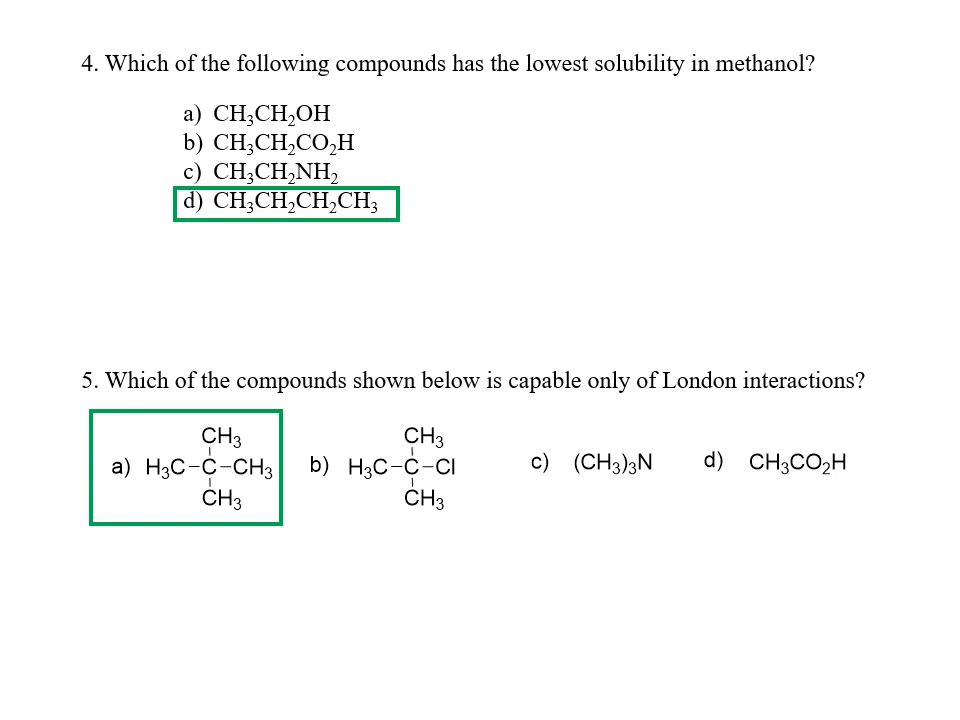 4. Which of the following compounds has the lowest solubility in methanol?
a) CH₃CH₂OH
b) CH₃CH₂CO₂H
c) CH₃CH₂NH₂
d) CH₃CH₂CH₂CH₃
5. Which of the compounds shown below is capable only of London interactions?
CH₃ CH₃
a) H₃C-C-CH₃ b) H₃C-C-Cl c) (CH₃)₃N d) CH₃CO₂H
CH₃ CH₃